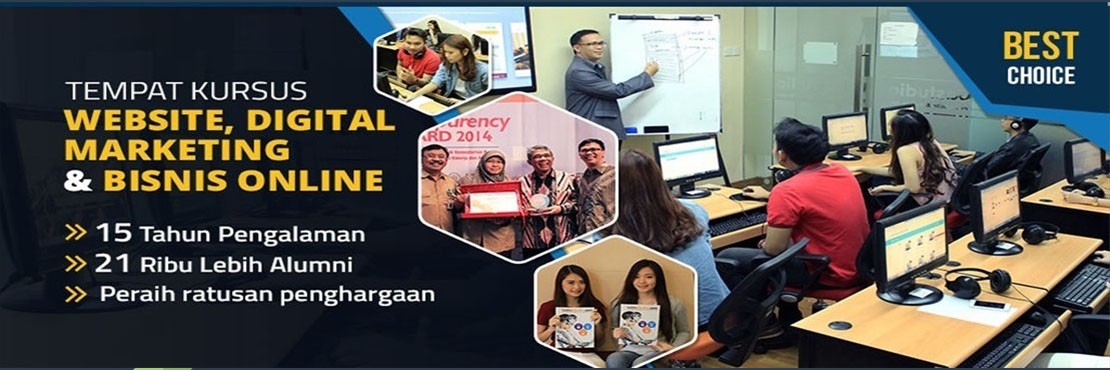 TEMPAT KURSUS
WEBSITE, DIGITAL
MARKETING
& BISNIS ONLINE
15 Tahun Pengalaman
21 Ribu Lebih Alumni
Peraih ratusan penghargaan
BEST
CHOICE
2014